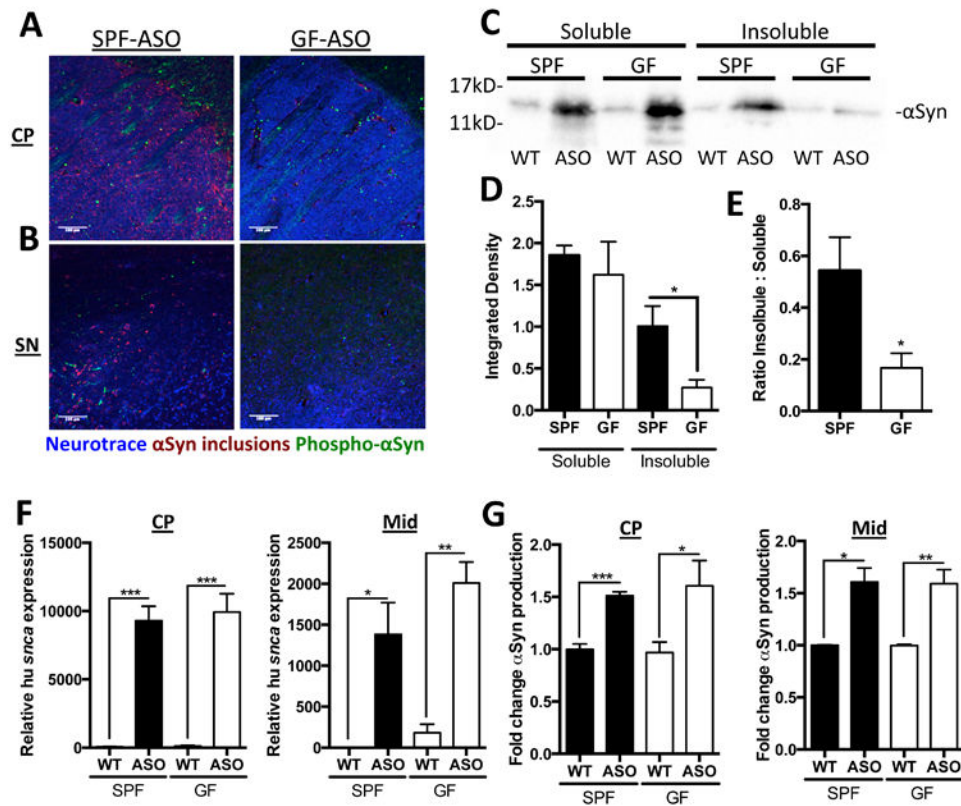 A
SPF-ASO
GF-ASO
CP
B
SN
Neurotrace αSyn inclusions Phospho-αSyn
C
Soluble
Insoluble
SPF
GF
SPF
GF
17kD-
11kD-
-αSyn
WT ASO WT ASO WT ASO WT ASO
D
Integrated Density
2.5
2.0
1.5
1.0
0.5
0.0
*
SPF GF SPF GF
Soluble Insoluble
E
Ratio Insolbule : Soluble
0.8
0.6
0.4
0.2
0.0
*
SPF GF
F
CP
Relative hu snca expression
15000
10000
5000
0
***
***
WT ASO WT ASO
SPF GF
Mid
Relative hu snca expression
2500
2000
1500
1000
500
0
*
**
WT ASO WT ASO
SPF GF
G
CP
Fold change αSyn production
2.0
1.5
1.0
0.5
0.0
***
*
WT ASO WT ASO
SPF GF
Mid
Fold change αSyn production
2.0
1.5
1.0
0.5
0.0
*
**
WT ASO WT ASO
SPF GF